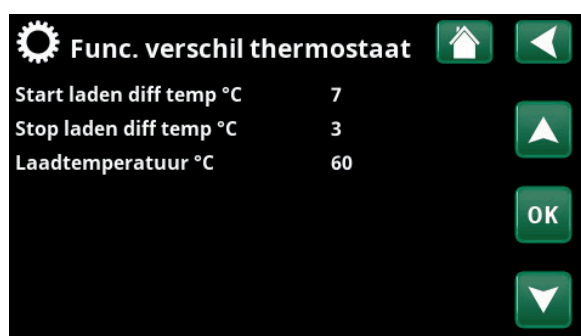 Func. verschil thermostaat
Start laden diff temp °C 7
Stop laden diff temp °C 3
Laadtemperatuur °C 60
OK